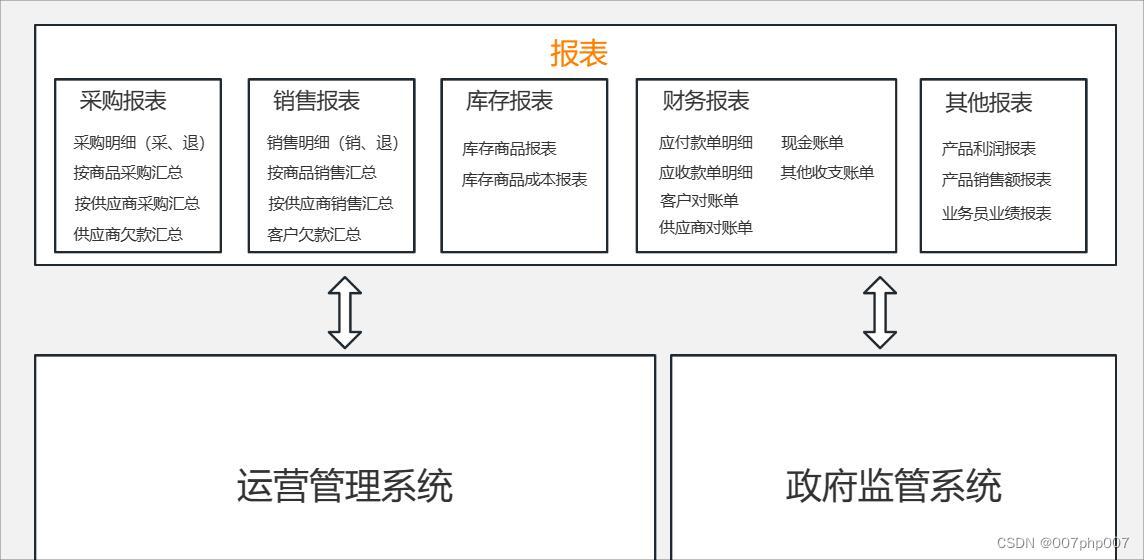 报表
采购报表
采购明细（采、退）
按商品采购汇总
按供应商采购汇总
供应商欠款汇总
销售报表
销售明细（销、退）
按商品销售汇总
按供应商销售汇总
客户欠款汇总
库存报表
库存商品报表
库存商品成本报表
财务报表
应付款单明细 现金账单
应收款单明细 其他收支账单
客户对账单
供应商对账单
其他报表
产品利润报表
产品销售额报表
业务员业绩报表
运营管理系统
政府监管系统
CSDN @007php007